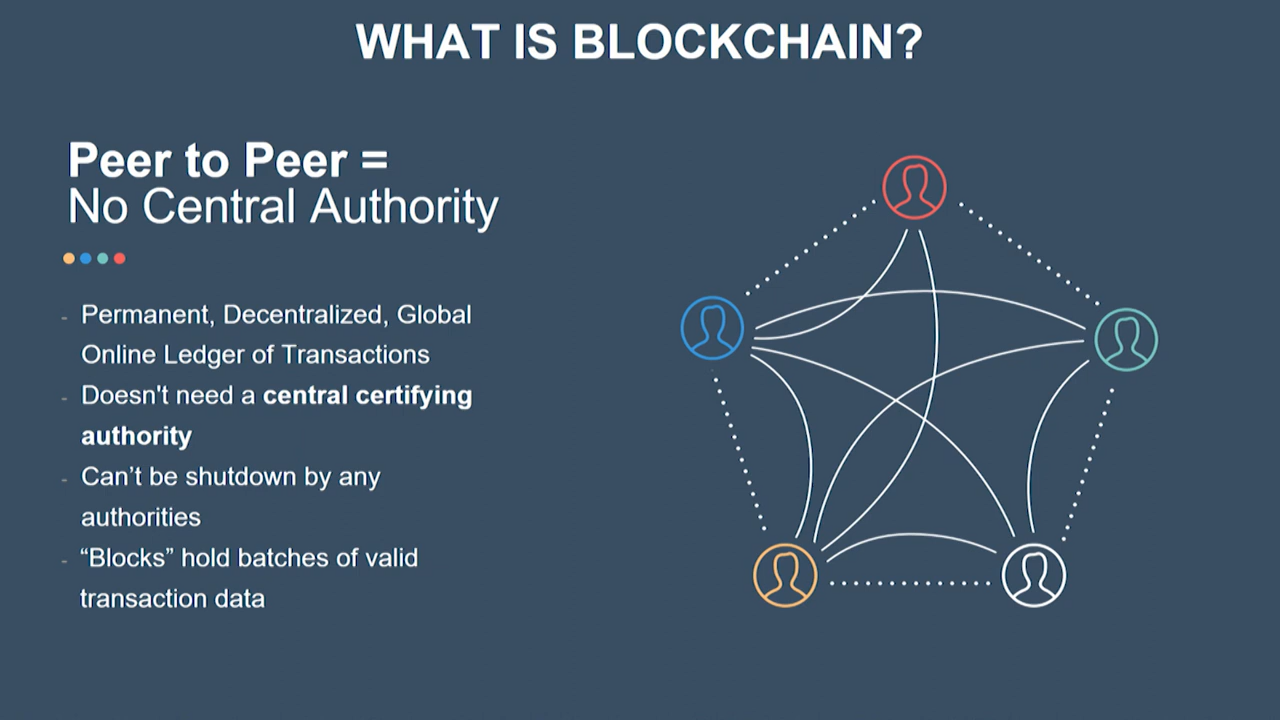 WHAT IS BLOCKCHAIN?
Peer to Peer =
No Central Authority
- Permanent, Decentralized, Global
Online Ledger of Transactions
- Doesn't need a central certifying
authority
- Can’t be shutdown by any
authorities
- “Blocks” hold batches of valid
transaction data